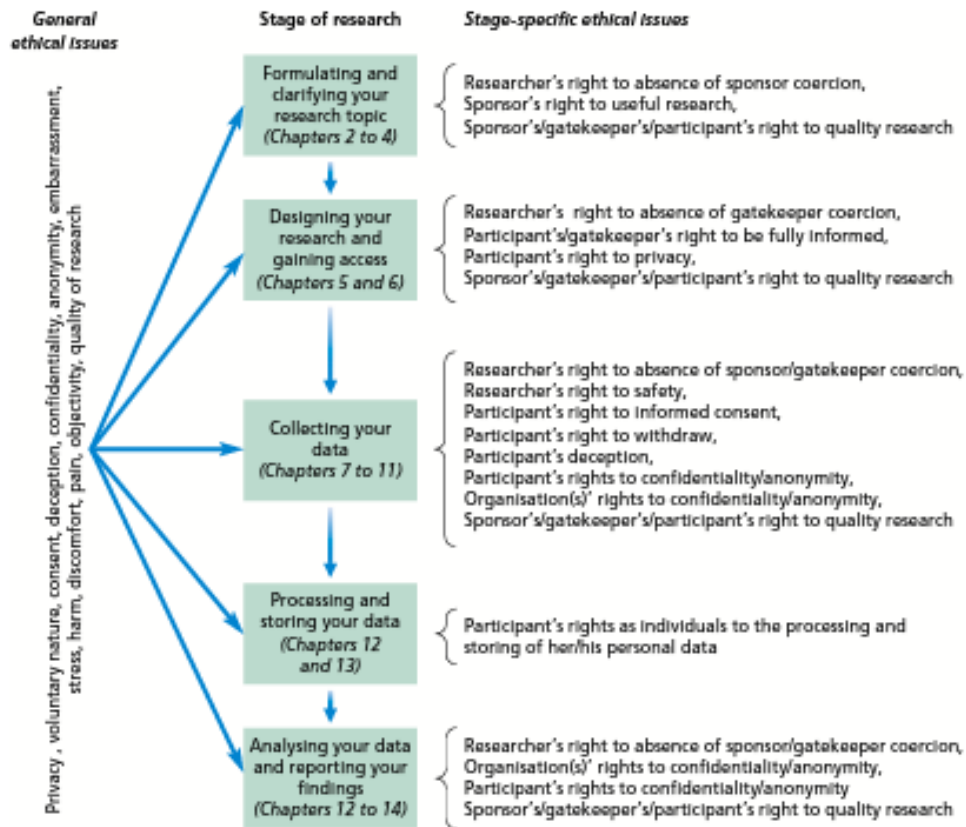 General
ethical issues
Stage of research
Stage-specific ethical issues
Privacy , voluntary nature, consent, deception, confidentiality, anonymity, embarrassment,
stress, harm, discomfort, pain, objectivity, quality of research
Formulating and
clarifying your
research topic
(Chapters 2 to 4)
Researcher's right to absence of sponsor coercion,
Sponsor's right to useful research,
Sponsor's/gatekeeper's/participant's right to quality research
Designing your
research and
gaining access
(Chapters 5 and 6)
Researcher's right to absence of gatekeeper coercion,
Participant's/gatekeeper's right to be fully informed,
Participant's right to privacy,
Sponsor's/gatekeeper's/participant's right to quality research
Collecting your
data
(Chapters 7 to 11)
Researcher's right to absence of sponsor/gatekeeper coercion,
Researcher's right to safety,
Participant's right to informed consent,
Participant's right to withdraw,
Participant's deception,
Participant's rights to confidentiality/anonymity,
Organisation(s)' rights to confidentiality/anonymity,
Sponsor's/gatekeeper's/participant's right to quality research
Processing and
storing your data
(Chapters 12
and 13)
Participant's rights as individuals to the processing and
storing of her/his personal data
Analysing your data
and reporting your
findings
(Chapters 12 to 14)
Researcher's right to absence of sponsor/gatekeeper coercion,
Organisation(s)' rights to confidentiality/anonymity,
Participant's rights to confidentiality/anonymity
Sponsor's/gatekeeper's/participant's right to quality research